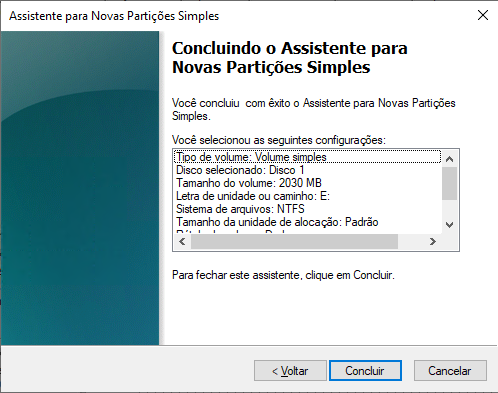 Assistente para Novas Partições Simples
Concluindo o Assistente para
Novas Partições Simples
Você concluiu com êxito o Assistente para Novas Partições
Simples.
Você selecionou as seguintes configurações:
Tipo de volume: Volume simples
Disco selecionado: Disco 1
Tamanho do volume: 2030 MB
Letra de unidade ou caminho: E:
Sistema de arquivos: NTFS
Tamanho da unidade de alocação: Padrão
Para fechar este assistente, clique em Concluir.
< Voltar
Concluir
Cancelar